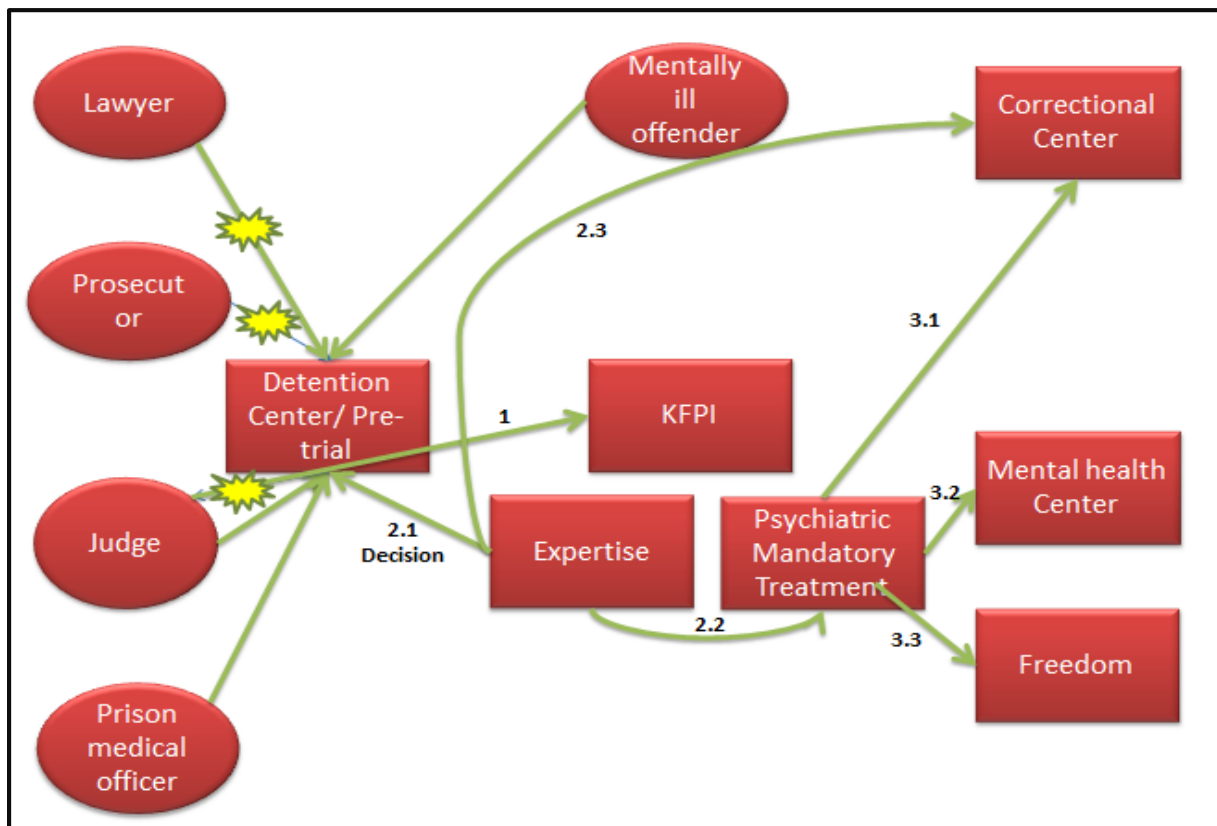 Lawyer
Mentally
ill
offender
Correctional
Center
2.3
Prosecut
or
3.1
Detention
Center/ Pre-
trial
1
KFPI
Mental health
Center
3.2
Judge
2.1
Decision
Expertise
Psychiatric
Mandatory
Treatment
2.2
3.3
Freedom
Prison
medical
officer